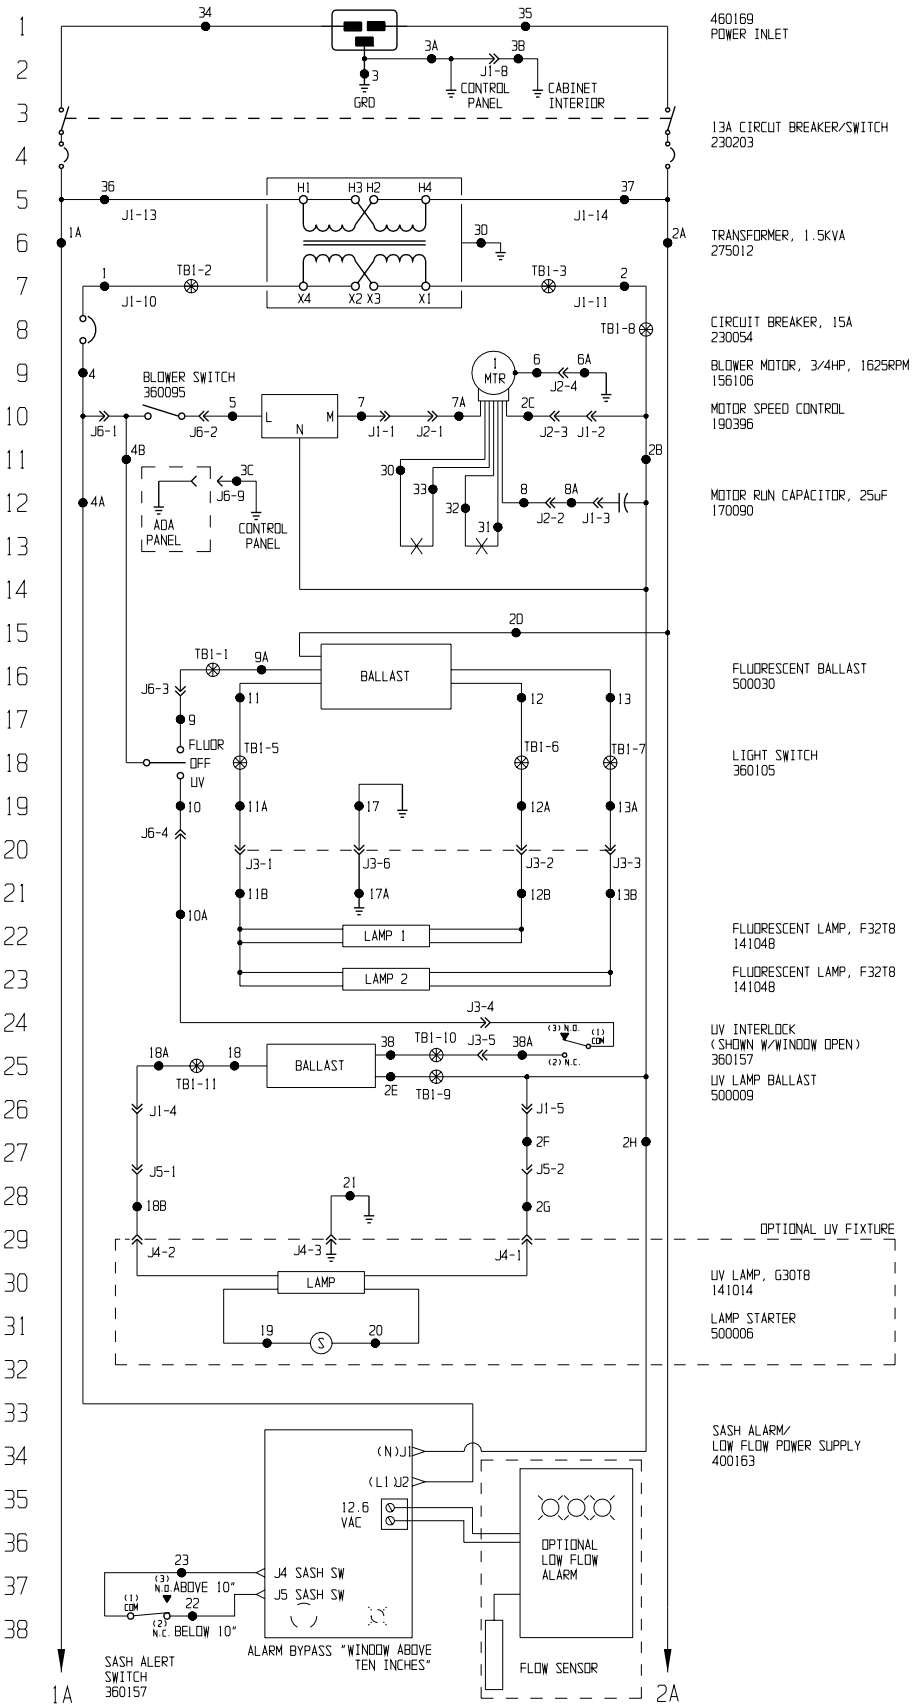 1
34
35
460169
POWER INLET
2
3A
3B
3
J1-8
GRD
CONTROL
PANEL
CABINET
INTERIOR
3
13A CIRCUT BREAKER/SWITCH
230203
4
5
36
J1-13
H1
H3
H2
H4
37
J1-14
6
1A
3D
2A
TRANSFORMER, 1.5KVA
275012
7
1
J1-10
TB1-2
X4
X2
X3
X1
TB1-3
2
J1-11
8
TB1-8
CIRCUIT BREAKER, 15A
230054
9
4
BLOWER SWITCH
360095
1
MTR
6
6A
J2-4
BLOWER MOTOR, 3/4HP, 1625RPM
156106
10
J6-1
J6-2
5
L
M
N
7
J1-1
J2-1
7A
2C
J2-3
J1-2
MOTOR SPEED CONTROL
190396
11
4B
3C
J6-9
30
2B
12
4A
ADA
PANEL
CONTROL
PANEL
33
32
31
8
8A
J2-2
J1-3
MOTOR RUN CAPACITOR, 25uF
170090
13
14
15
2D
16
TB1-1
9A
J6-3
BALLAST
11
12
13
FLUORESCENT BALLAST
500030
17
9
18
FLUOR
OFF
UV
TB1-5
TB1-6
TB1-7
LIGHT SWITCH
360105
19
10
11A
17
12A
13A
20
J6-4
J3-1
J3-6
J3-2
J3-3
21
10A
11B
17A
12B
13B
22
LAMP 1
FLUORESCENT LAMP, F32T8
141048
23
LAMP 2
FLUORESCENT LAMP, F32T8
141048
24
J3-4
(3) N.O.
(1)
COM
(2) N.C.
UV INTERLOCK
(SHOWN W/WINDOW OPEN)
360157
25
18A
18
TB1-11
BALLAST
38
TB1-10
J3-5
38A
2E
TB1-9
UV LAMP BALLAST
500009
26
J1-4
J1-5
27
J5-1
2F
J5-2
2H
28
18B
21
2G
29
J4-2
J4-3
J4-1
OPTIONAL UV FIXTURE
30
LAMP
UV LAMP, G30T8
141014
31
19
S
20
LAMP STARTER
500006
32
33
34
(N)J1
SASH ALARM/
LOW FLOW POWER SUPPLY
400163
35
(L1)J2
12.6
VAC
36
OPTIONAL
LOW FLOW
ALARM
37
23
(3)
N.O. ABOVE 10"
J4 SASH SW
J5 SASH SW
(1)
COM
22
38
(2)
N.C. BELOW 10"
ALARM BYPASS "WINDOW ABOVE
TEN INCHES"
SASH ALERT
SWITCH
360157
FLOW SENSOR
1A
2A